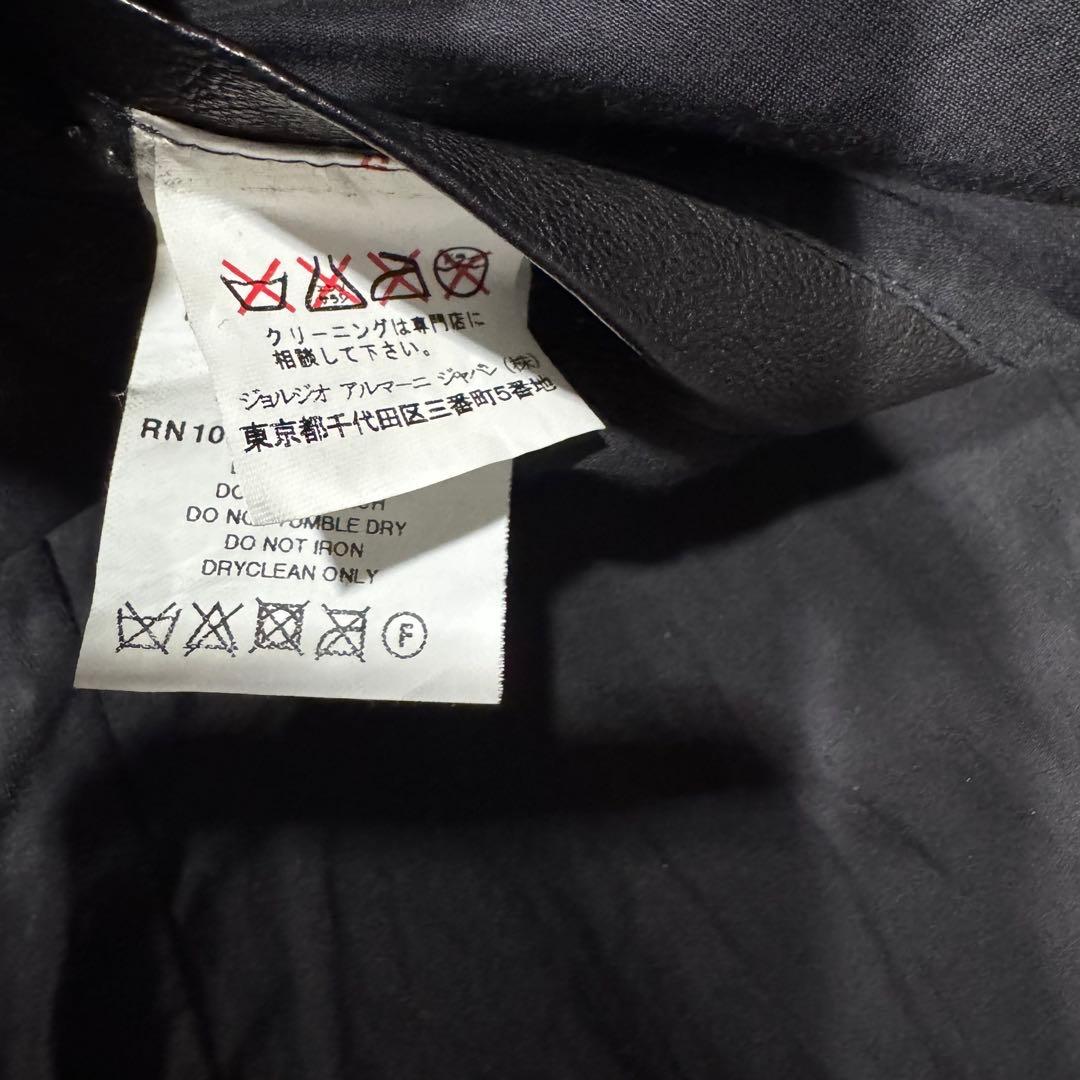 クリーニングは専門店に
相談して下さい。
ジョルジオ アルマーニ ジャパン(株)
東京都千代田区三番町5番地
RN 10
DO NOT TUMBLE DRY
DO NOT IRON
DRYCLEAN ONLY
F